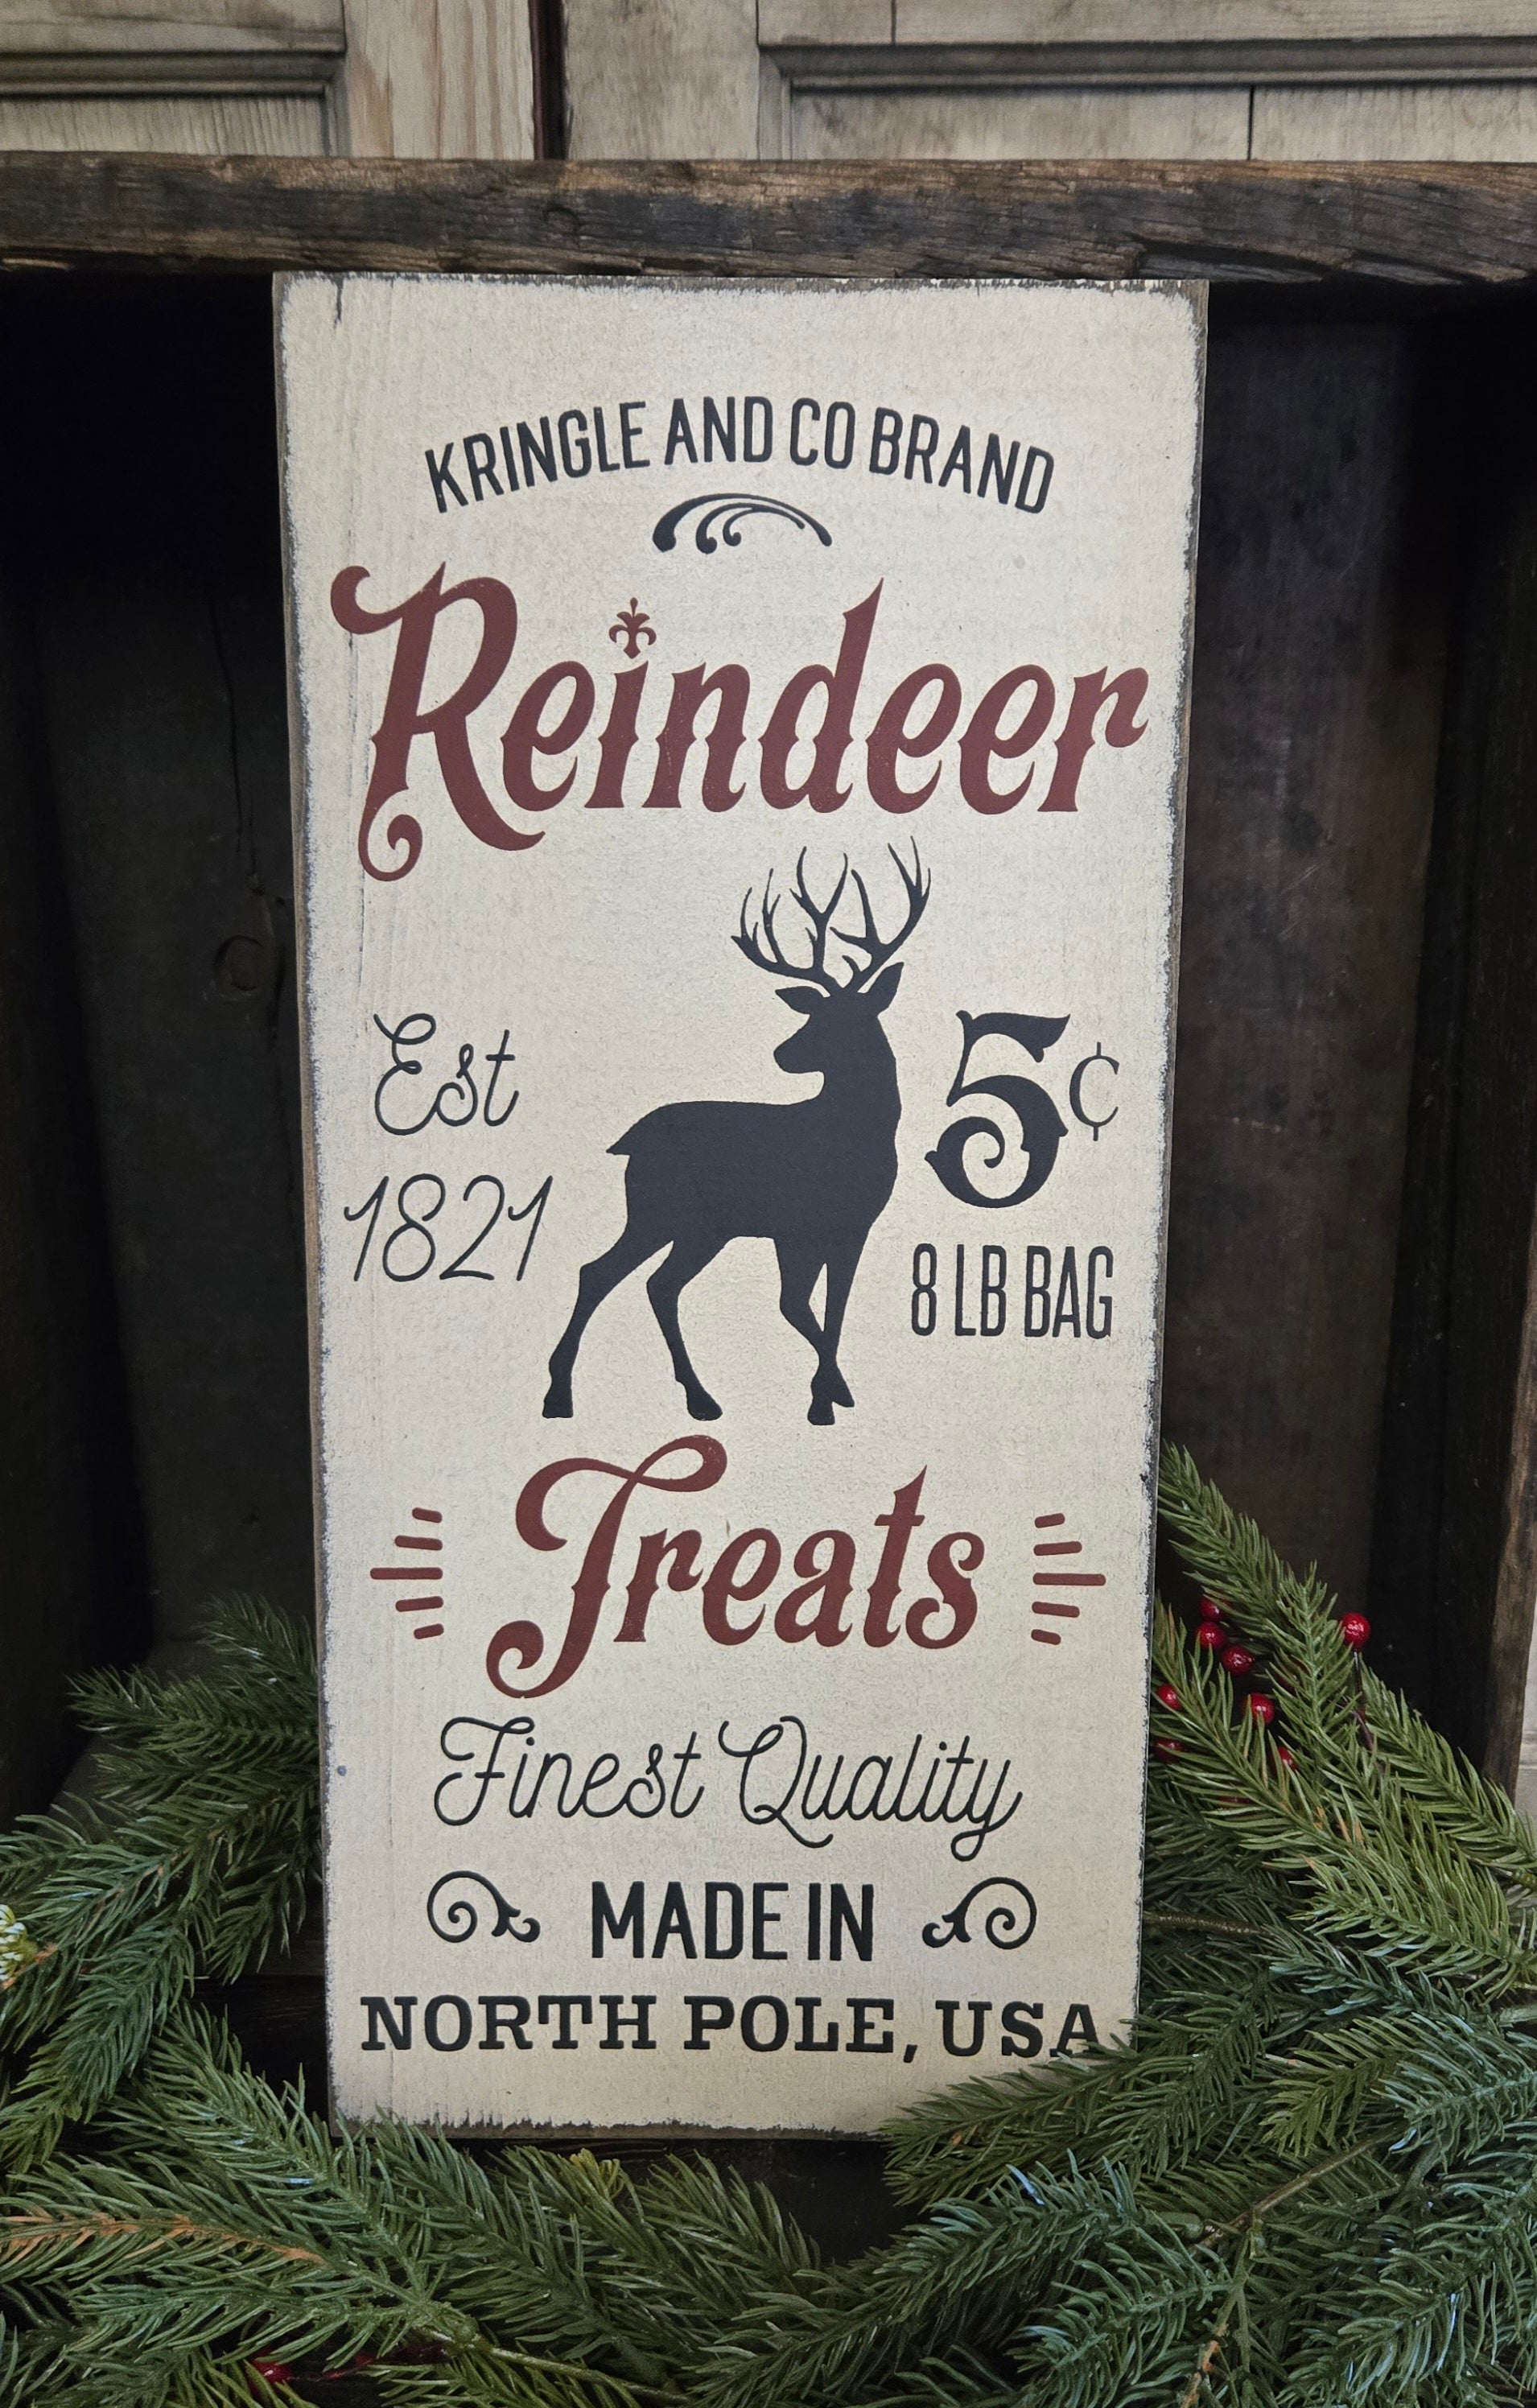 KRINGLE AND CO BRAND
Reindeer
Est
1821
5¢
8 LB BAG
Treats
Finest Quality
MADE IN
NORTH POLE, USA